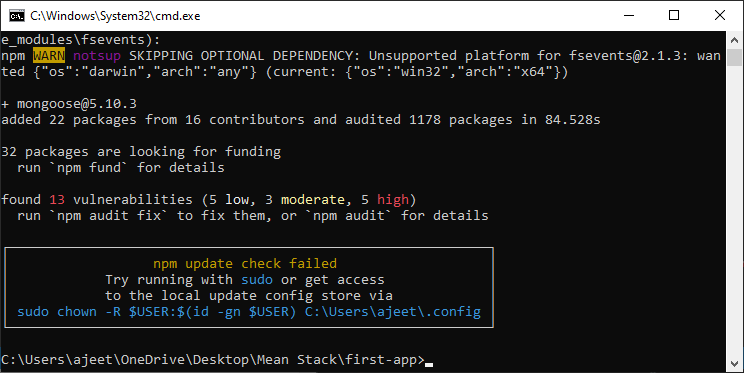 C:\Windows\System32\cmd.exe
e_modules\fsevents):
npm WARN notsup SKIPPING OPTIONAL DEPENDENCY: Unsupported platform for fsevents@2.1.3: wan
ted {"os":"darwin","arch":"any"} (current: {"os":"win32","arch":"x64"})
+ mongoose@5.10.3
added 22 packages from 16 contributors and audited 1178 packages in 84.528s
32 packages are looking for funding
  run `npm fund` for details
found 13 vulnerabilities (5 low, 3 moderate, 5 high)
  run `npm audit fix` to fix them, or `npm audit` for details
npm update check failed
Try running with sudo or get access
to the local update config store via
sudo chown -R $USER:$(id -gn $USER) C:\Users\ajeet\.config
C:\Users\ajeet\OneDrive\Desktop\Mean Stack\first-app>